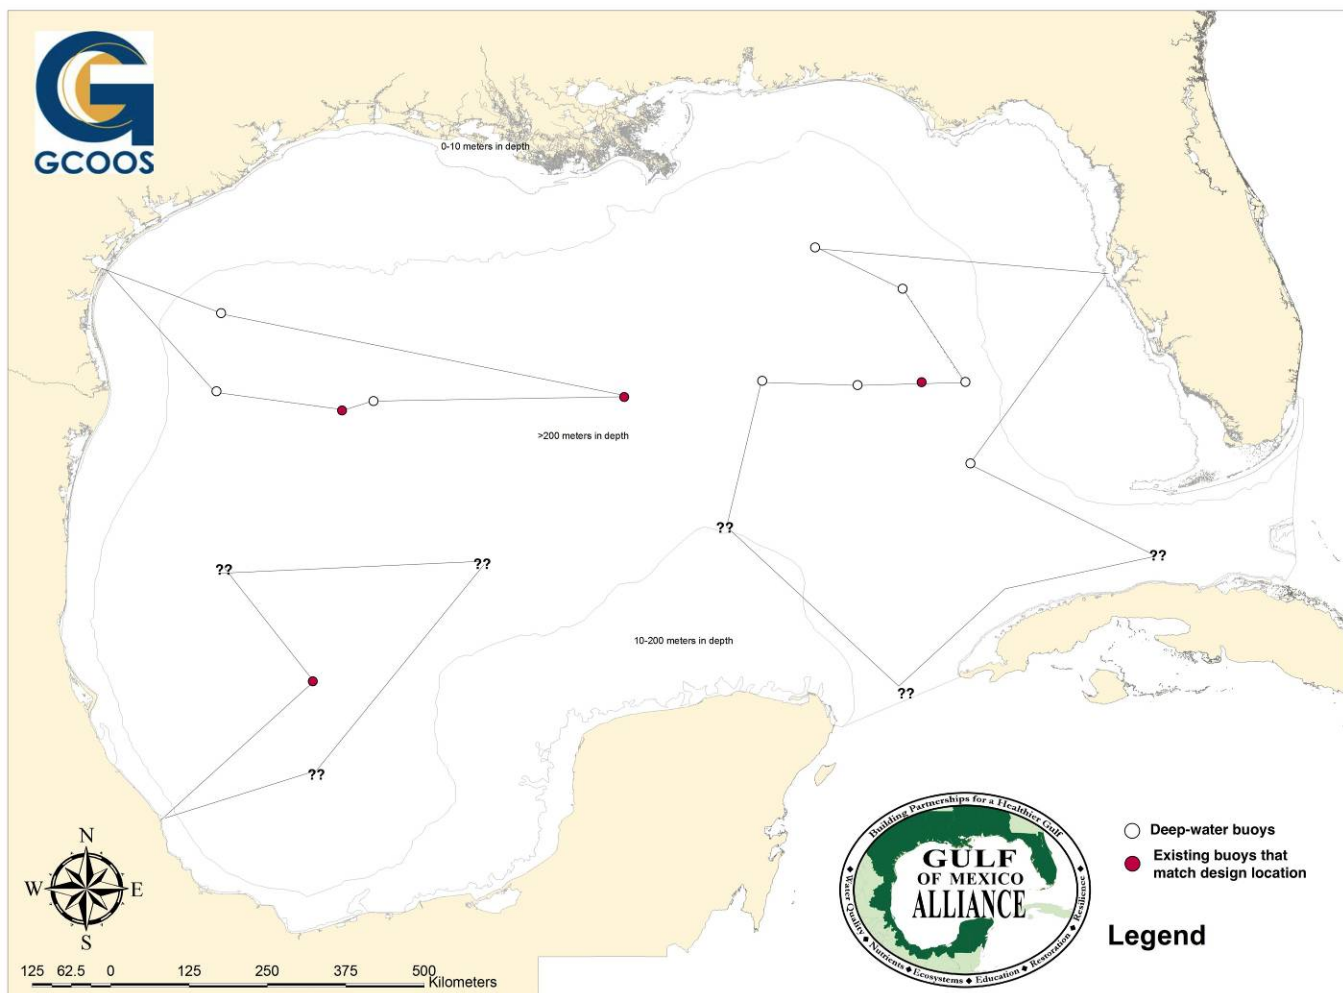 GCOOS
0-10 meters in depth
>200 meters in depth
??
??
??
??
10-200 meters in depth
??
??
N
W
E
S
125 62.5 0 125 250 375 500
Kilometers
Building Partnerships for a Healthier Gulf
GULF
OF MEXICO
ALLIANCE
Water Quality ◆ Nutrients ◆ Ecosystems ◆ Education ◆ Restoration ◆ Resilience
Deep-water buoys
Existing buoys that
match design location
Legend